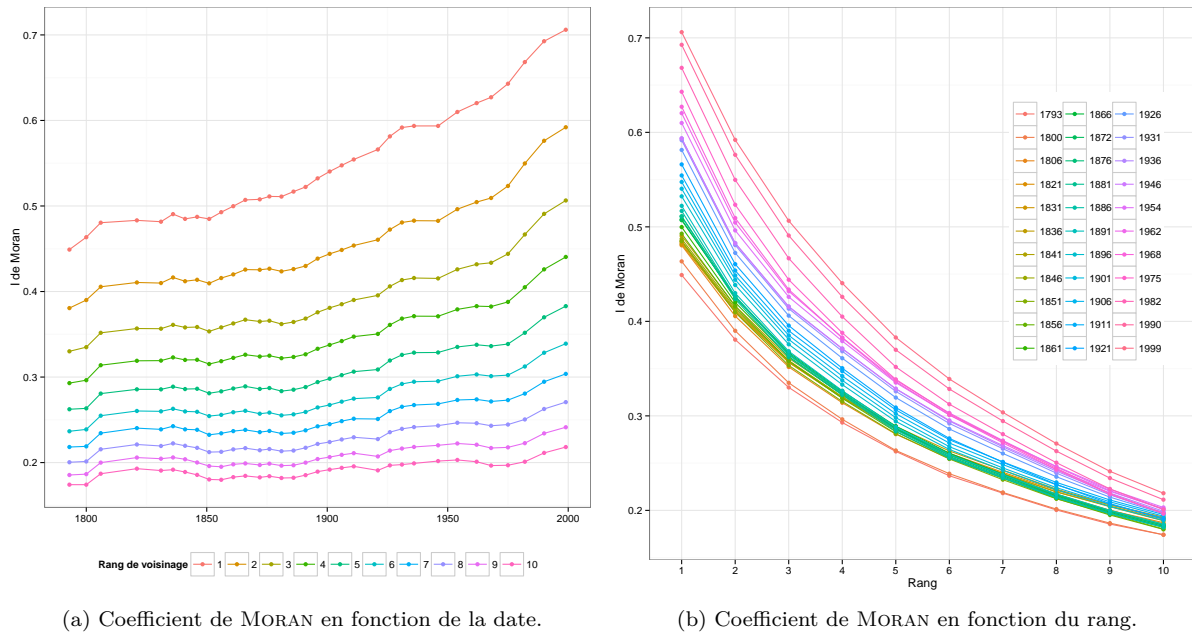 0.7
0.6
0.5
0.4
0.3
0.2
I de Moran
1800 1850 1900 1950 2000
Rang de voisinage 1 2 3 4 5 6 7 8 9 10
(a) Coefficient de MORAN en fonction de la date.
0.7
0.6
0.5
0.4
0.3
0.2
I de Moran
1793 1866 1926
1800 1872 1931
1806 1876 1936
1821 1881 1946
1831 1886 1954
1836 1891 1962
1841 1896 1968
1846 1901 1975
1851 1906 1982
1856 1911 1990
1861 1921 1999
1 2 3 4 5 6 7 8 9 10
Rang
(b) Coefficient de MORAN en fonction du rang.